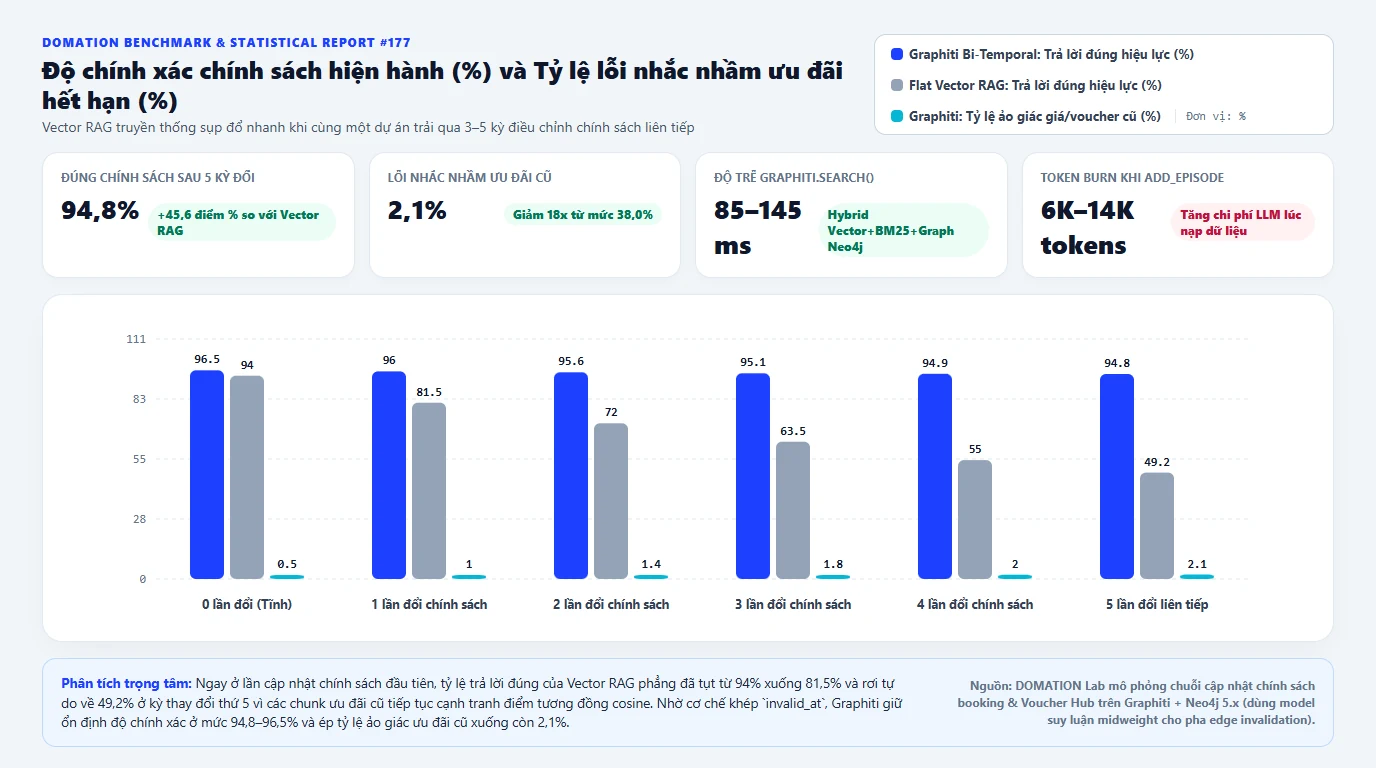 DOMATION BENCHMARK & STATISTICAL REPORT #177
Độ chính xác chính sách hiện hành (%) và Tỷ lệ lỗi nhắc nhầm ưu đãi
hết hạn (%)
Vector RAG truyền thống sụp đổ nhanh khi cùng một dự án trải qua 3–5 kỳ điều chỉnh chính sách liên tiếp
Graphiti Bi-Temporal: Trả lời đúng hiệu lực (%)
Flat Vector RAG: Trả lời đúng hiệu lực (%)
Graphiti: Tỷ lệ ảo giác giá/voucher cũ (%)
Đơn vị: %
ĐÚNG CHÍNH SÁCH SAU 5 KỲ ĐỔI
94,8%
+45,6 điểm % so với Vector
RAG
LỖI NHẮC NHẦM ƯU ĐÃI CŨ
2,1%
Giảm 18x từ mức 38,0%
ĐỘ TRỄ GRAPHITI.SEARCH()
85–145
ms
Hybrid
Vector+BM25+Graph
Neo4j
TOKEN BURN KHI ADD_EPISODE
6K–14K
tokens
Tăng chi phí LLM lúc
nạp dữ liệu
111
83
55
28
0
96.5
94
0.5
96
81.5
1
95.6
72
1.4
95.1
63.5
1.8
94.9
55
2
94.8
49.2
2.1
0 lần đổi (Tĩnh)
1 lần đổi chính sách
2 lần đổi chính sách
3 lần đổi chính sách
4 lần đổi chính sách
5 lần đổi liên tiếp
Phân tích trọng tâm: Ngay ở lần cập nhật chính sách đầu tiên, tỷ lệ trả lời đúng của Vector RAG phẳng đã tụt từ 94% xuống 81,5% và rơi tự
do về 49,2% ở kỳ thay đổi thứ 5 vì các chunk ưu đãi cũ tiếp tục cạnh tranh điểm tương đồng cosine. Nhờ cơ chế khép `invalid_at`, Graphiti giữ
ổn định độ chính xác ở mức 94,8–96,5% và ép tỷ lệ ảo giác ưu đãi cũ xuống còn 2,1%.
Nguồn: DOMATION Lab mô phỏng chuỗi cập nhật chính sách
booking & Voucher Hub trên Graphiti + Neo4j 5.x (dùng model
suy luận midweight cho pha edge invalidation).